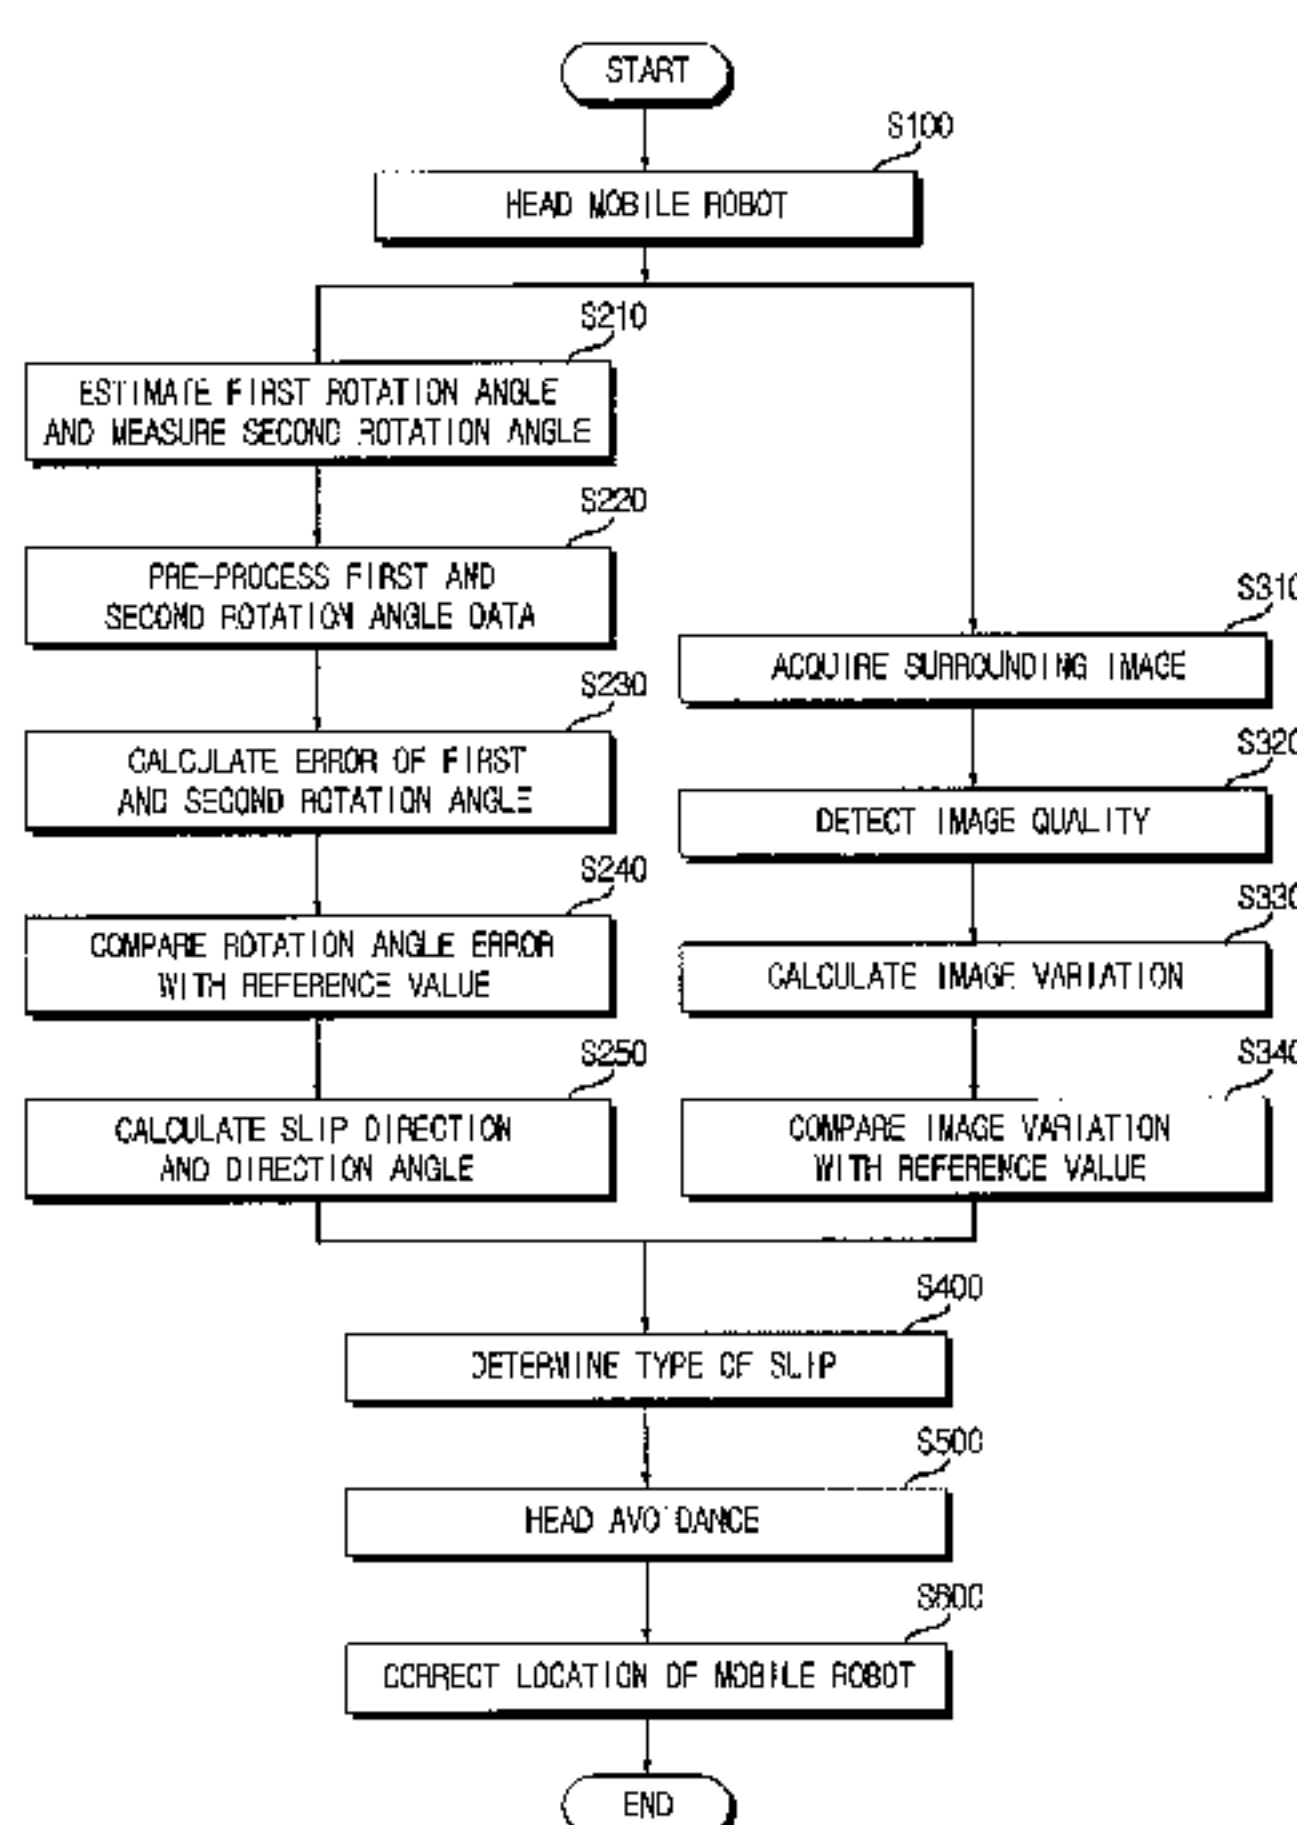 START
S100
HEAD MOBILE ROBOT
S210
ESTIMATE FIRST ROTATION ANGLE
AND MEASURE SECOND ROTATION ANGLE
S220
PRE-PROCESS FIRST AND
SECOND ROTATION ANGLE DATA
S230
CALCULATE ERROR OF FIRST
AND SECOND ROTATION ANGLE
S240
COMPARE ROTATION ANGLE ERROR
WITH REFERENCE VALUE
S250
CALCULATE SLIP DIRECTION
AND DIRECTION ANGLE
S310
ACQUIRE SURROUNDING IMAGE
S320
DETECT IMAGE QUALITY
S330
CALCULATE IMAGE VARIATION
S340
COMPARE IMAGE VARIATION
WITH REFERENCE VALUE
S400
DETERMINE TYPE OF SLIP
S500
HEAD AVOIDANCE
S600
CORRECT LOCATION OF MOBILE ROBOT
END